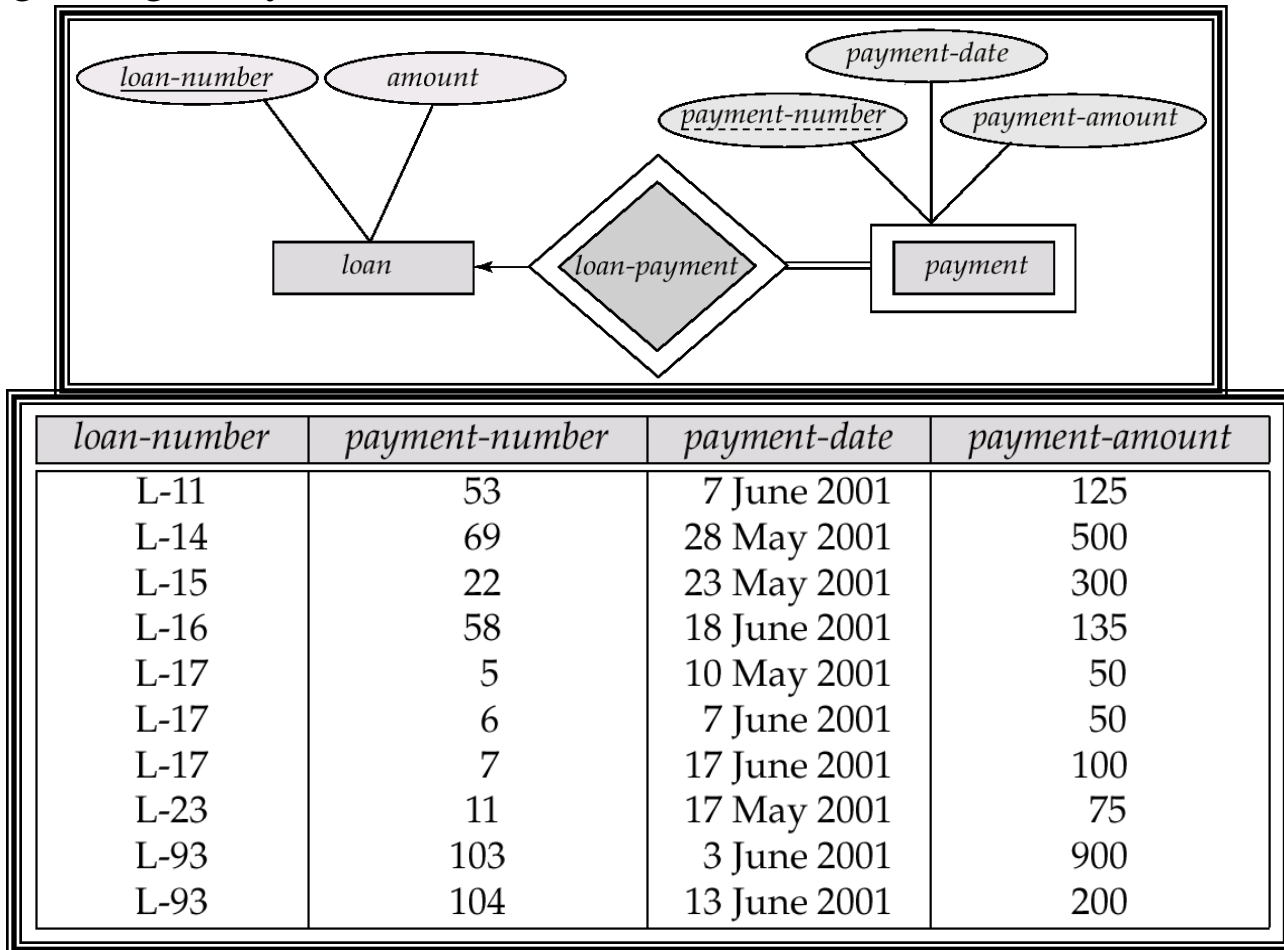 payment-date
loan-number amount
payment-number payment-amount
loan loan-payment payment
loan-number payment-number payment-date payment-amount
L-11 53 7 June 2001 125
L-14 69 28 May 2001 500
L-15 22 23 May 2001 300
L-16 58 18 June 2001 135
L-17 5 10 May 2001 50
L-17 6 7 June 2001 50
L-17 7 17 June 2001 100
L-23 11 17 May 2001 75
L-93 103 3 June 2001 900
L-93 104 13 June 2001 200